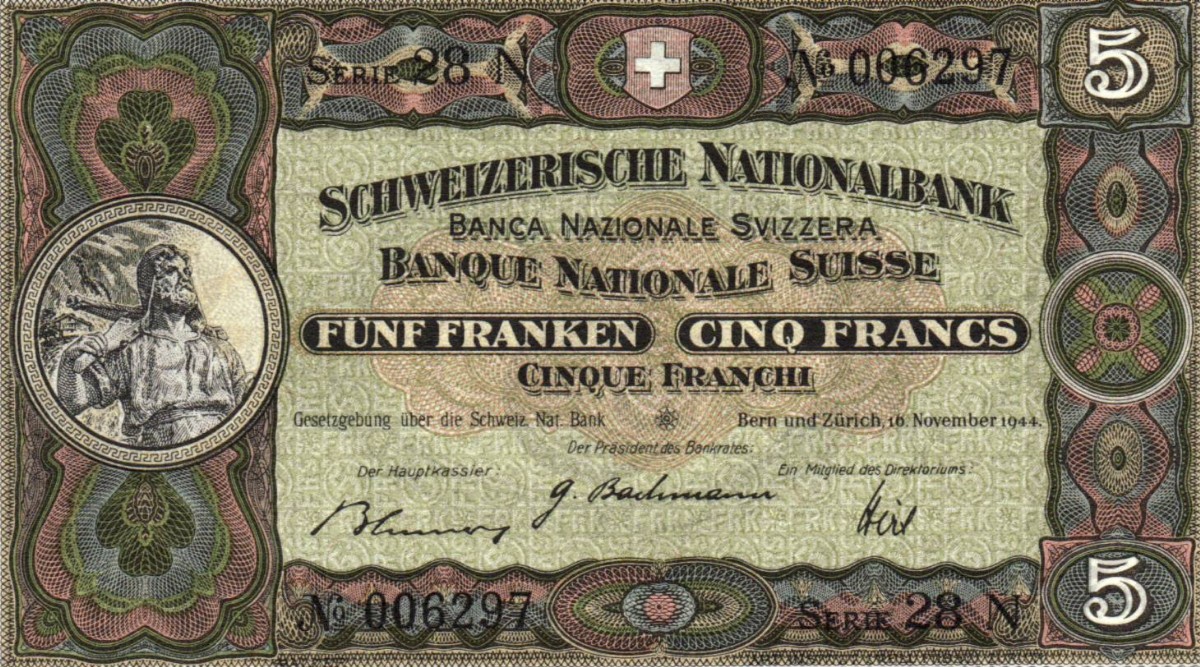 SERIE 28 N
No 006297
5
SCHWEIZERISCHE NATIONALBANK
BANCA NAZIONALE SVIZZERA
BANQUE NATIONALE SUISSE
FÜNF FRANKEN CINQ FRANCS
CINQUE FRANCHI
Gesetzgebung über die Schweiz. Nat. Bank
Bern und Zürich, 16. November 1944.
Der Präsident des Bankrates:
Der Hauptkassier:
Ein Mitglied des Direktoriums:
G. Bachmann
No 006297
SERIE 28 N
5